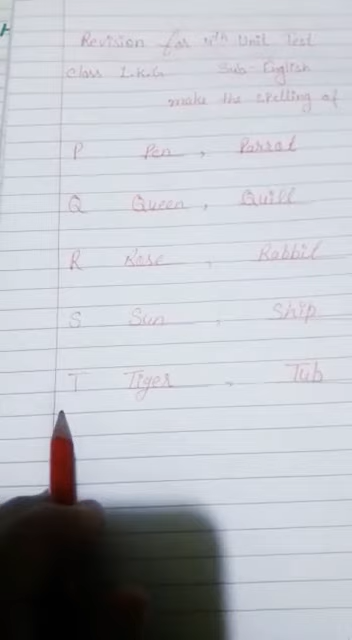 Revision for 4th Unit Test
Class L.K.G. Sub- English
make the spelling of
P Pen , Parrot
Q Queen , Quill
R Rose , Rabbit
S Sun , Ship
T Tiger , Tub